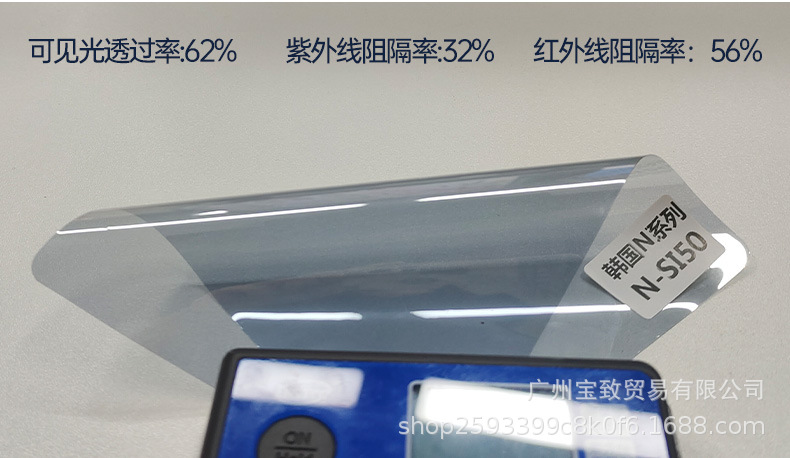 可见光透过率:62% 紫外线阻隔率:32% 红外线阻隔率：56%
韩国N系列
N-SI50
广州宝致贸易有限公司
shop2593399c8k0f6.1688.com
ON
Hold